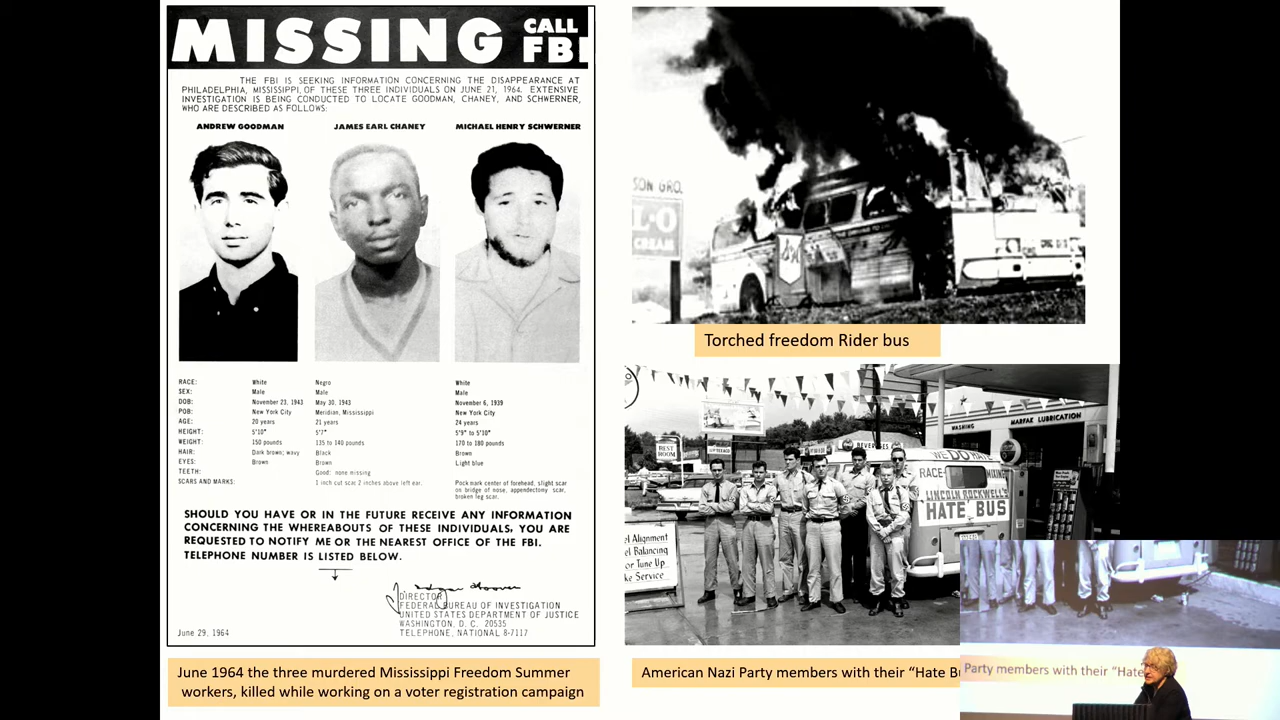 MISSING CALL
FBI
THE FBI IS SEEKING INFORMATION CONCERNING THE DISAPPEARANCE AT
PHILADELPHIA, MISSISSIPPI, OF THESE THREE INDIVIDUALS ON JUNE 21, 1964. EXTENSIVE
INVESTIGATION IS BEING CONDUCTED TO LOCATE GOODMAN, CHANEY, AND SCHWERNER,
WHO ARE DESCRIBED AS FOLLOWS:
ANDREW GOODMAN JAMES EARL CHANEY MICHAEL HENRY SCHWERNER
RACE: White Negro White
SEX: Male Male Male
DOB: November 23, 1943 May 30, 1943 November 6, 1939
POB: New York City Meridian, Mississippi New York City
AGE: 20 years 21 years 24 years
HEIGHT: 5'10" 5'7" 5'9" to 5'10"
WEIGHT: 150 pounds 135 to 140 pounds 170 to 180 pounds
HAIR: Dark brown; wavy Black Brown
EYES: Brown Brown Light blue
TEETH: Good: none missing
SCARS AND MARKS: 1 inch cut scar 2 inches above left ear. Pock mark center of forehead, slight scar
on bridge of nose, appendectomy scar,
broken leg scar.
SHOULD YOU HAVE OR IN THE FUTURE RECEIVE ANY INFORMATION
CONCERNING THE WHEREABOUTS OF THESE INDIVIDUALS, YOU ARE
REQUESTED TO NOTIFY ME OR THE NEAREST OFFICE OF THE FBI.
TELEPHONE NUMBER IS LISTED BELOW.
DIRECTOR
FEDERAL BUREAU OF INVESTIGATION
UNITED STATES DEPARTMENT OF JUSTICE
WASHINGTON, D. C. 20535
June 29, 1964 TELEPHONE, NATIONAL 8-7117
June 1964 the three murdered Mississippi Freedom Summer
workers, killed while working on a voter registration campaign
SON GRO.
L-O
CREAM
Torched freedom Rider bus
WASHING
MARFAK LUBRICATION
BEVERAGES
REST
ROOM
WE DO HATE
RACE-MIXING
LINCOLN ROCKWELL'S
HATE BUS
el Alignment
el Balancing
or Tune Up
ke Service
American Nazi Party members with their “Hate B
Party members with their “Hate